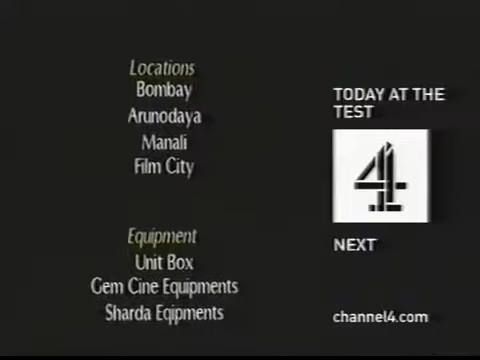 Locations
Bombay
Arunodaya
Manali
Film City
Equipment
Unit Box
Gem Cine Equipments
Sharda Eqipments
TODAY AT THE
TEST
4
NEXT
channel4.com